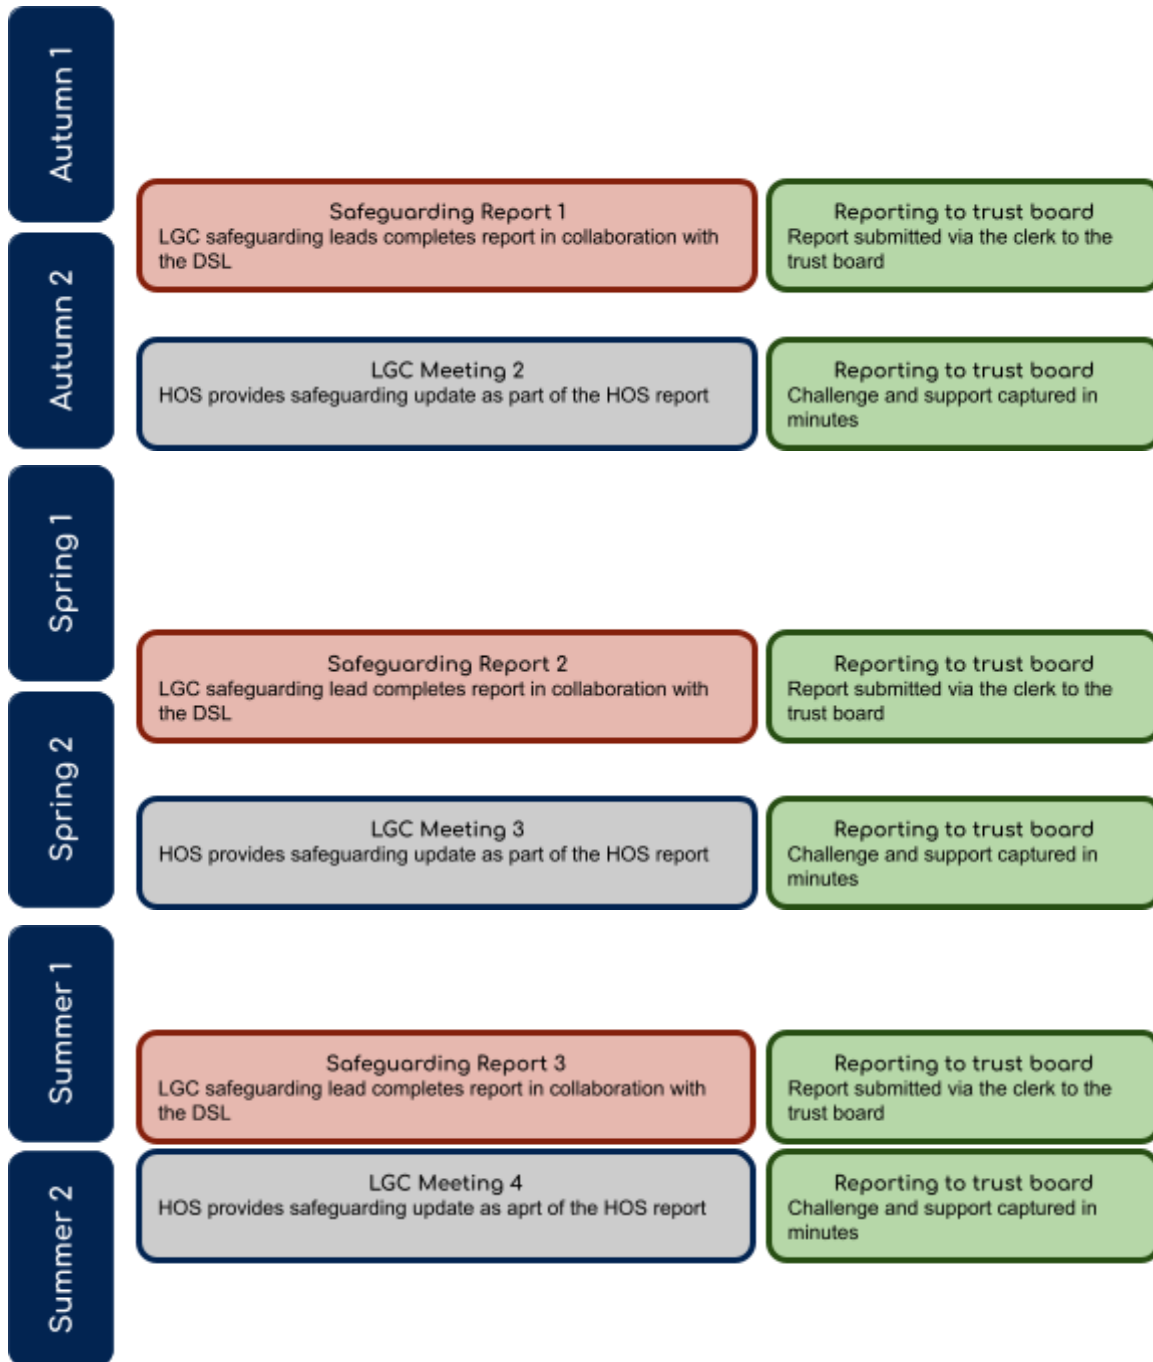 Autumn 1
Safeguarding Report 1
LGC safeguarding leads completes report in collaboration with
the DSL
Reporting to trust board
Report submitted via the clerk to the
trust board
Autumn 2
LGC Meeting 2
HOS provides safeguarding update as part of the HOS report
Reporting to trust board
Challenge and support captured in
minutes
Spring 1
Safeguarding Report 2
LGC safeguarding lead completes report in collaboration with
the DSL
Reporting to trust board
Report submitted via the clerk to the
trust board
Spring 2
LGC Meeting 3
HOS provides safeguarding update as part of the HOS report
Reporting to trust board
Challenge and support captured in
minutes
Summer 1
Safeguarding Report 3
LGC safeguarding lead completes report in collaboration with
the DSL
Reporting to trust board
Report submitted via the clerk to the
trust board
Summer 2
LGC Meeting 4
HOS provides safeguarding update as aprt of the HOS report
Reporting to trust board
Challenge and support captured in
minutes